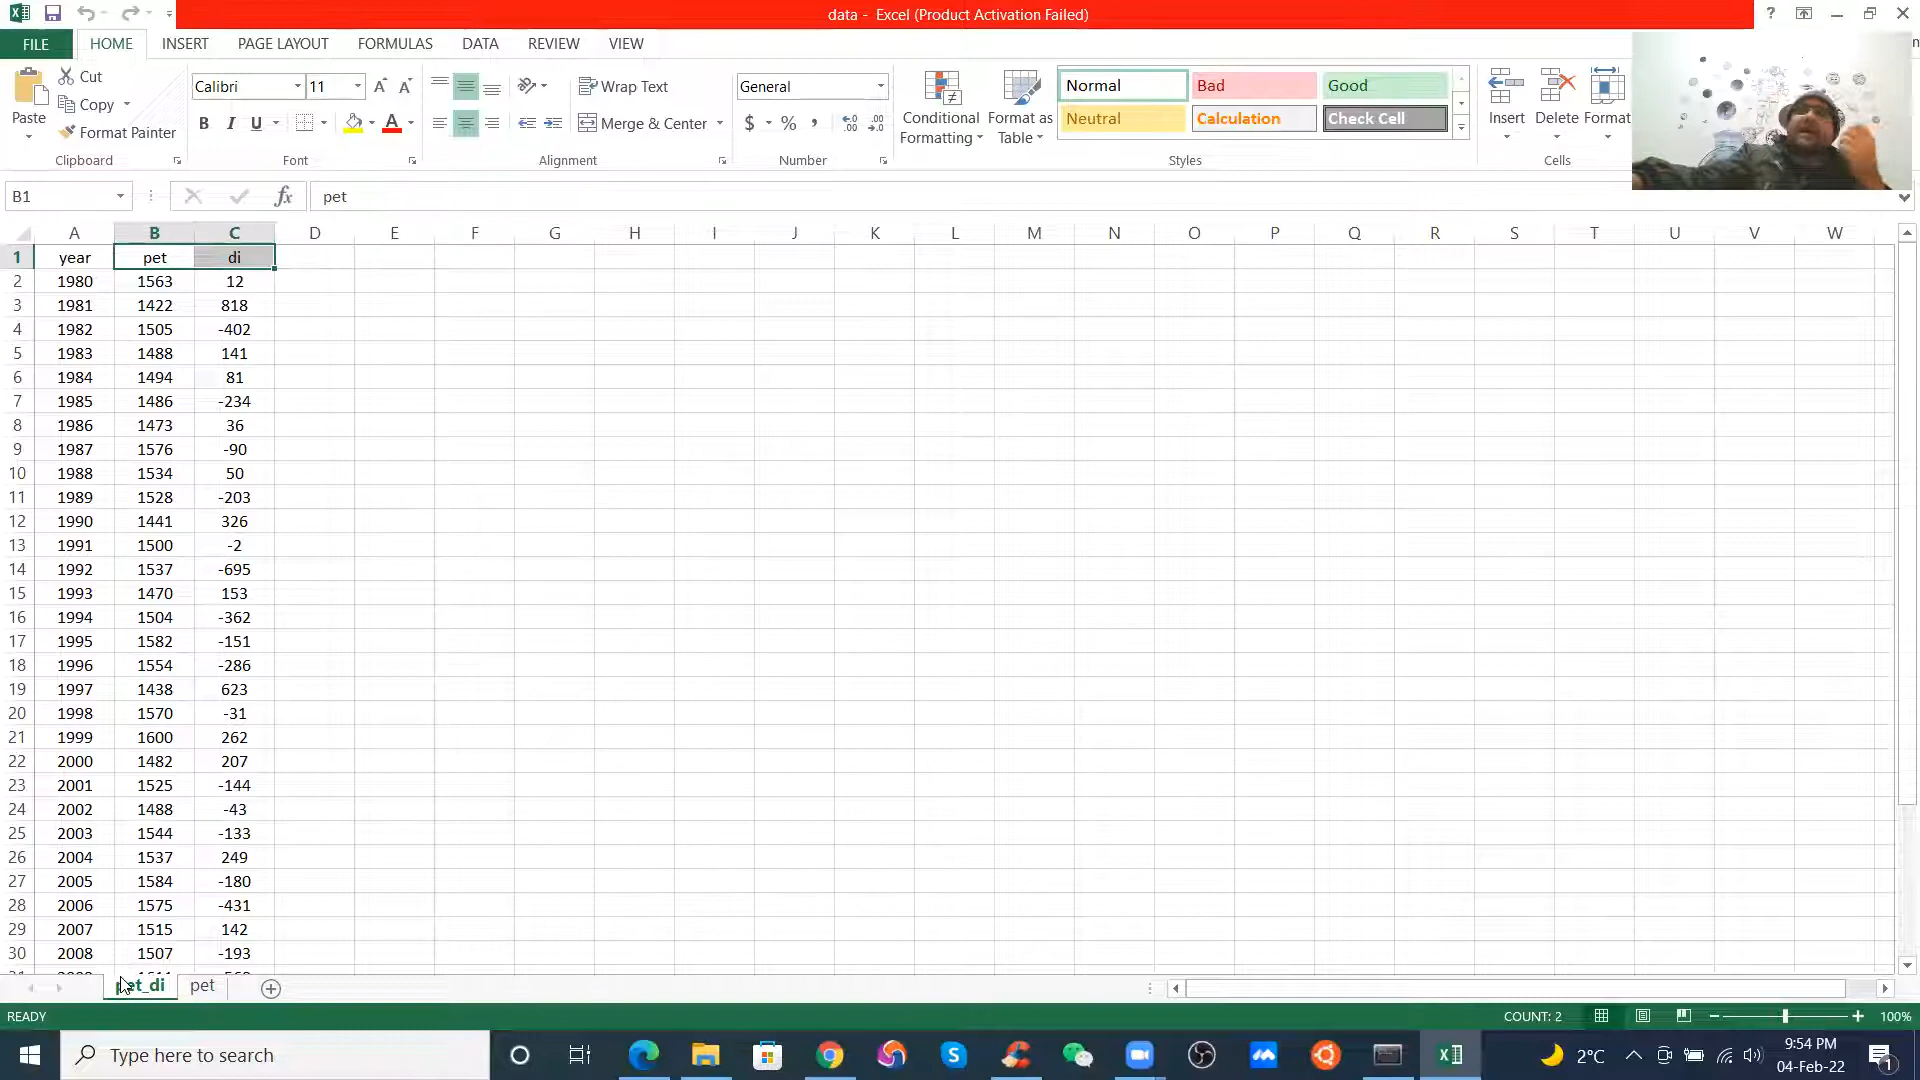 data - Excel (Product Activation Failed)
FILE HOME INSERT PAGE LAYOUT FORMULAS DATA REVIEW VIEW
Paste Cut Copy Format Painter
Calibri 11
B I U
Wrap Text
Merge & Center
General
$ % ,
Conditional Formatting
Format as Table
Normal Bad Good
Neutral Calculation Check Cell
Insert Delete Format
Clipboard Font Alignment Number Styles Cells
B1 fx pet
A B C D E F G H I J K L M N O P Q R S T U V W
1 year pet di
2 1980 1563 12
3 1981 1422 818
4 1982 1505 -402
5 1983 1488 141
6 1984 1494 81
7 1985 1486 -234
8 1986 1473 36
9 1987 1576 -90
10 1988 1534 50
11 1989 1528 -203
12 1990 1441 326
13 1991 1500 -2
14 1992 1537 -695
15 1993 1470 153
16 1994 1504 -362
17 1995 1582 -151
18 1996 1554 -286
19 1997 1438 623
20 1998 1570 -31
21 1999 1600 262
22 2000 1482 207
23 2001 1525 -144
24 2002 1488 -43
25 2003 1544 -133
26 2004 1537 249
27 2005 1584 -180
28 2006 1575 -431
29 2007 1515 142
30 2008 1507 -193
pet_di pet
READY COUNT: 2 100%
Type here to search
2°C
9:54 PM
04-Feb-22
1